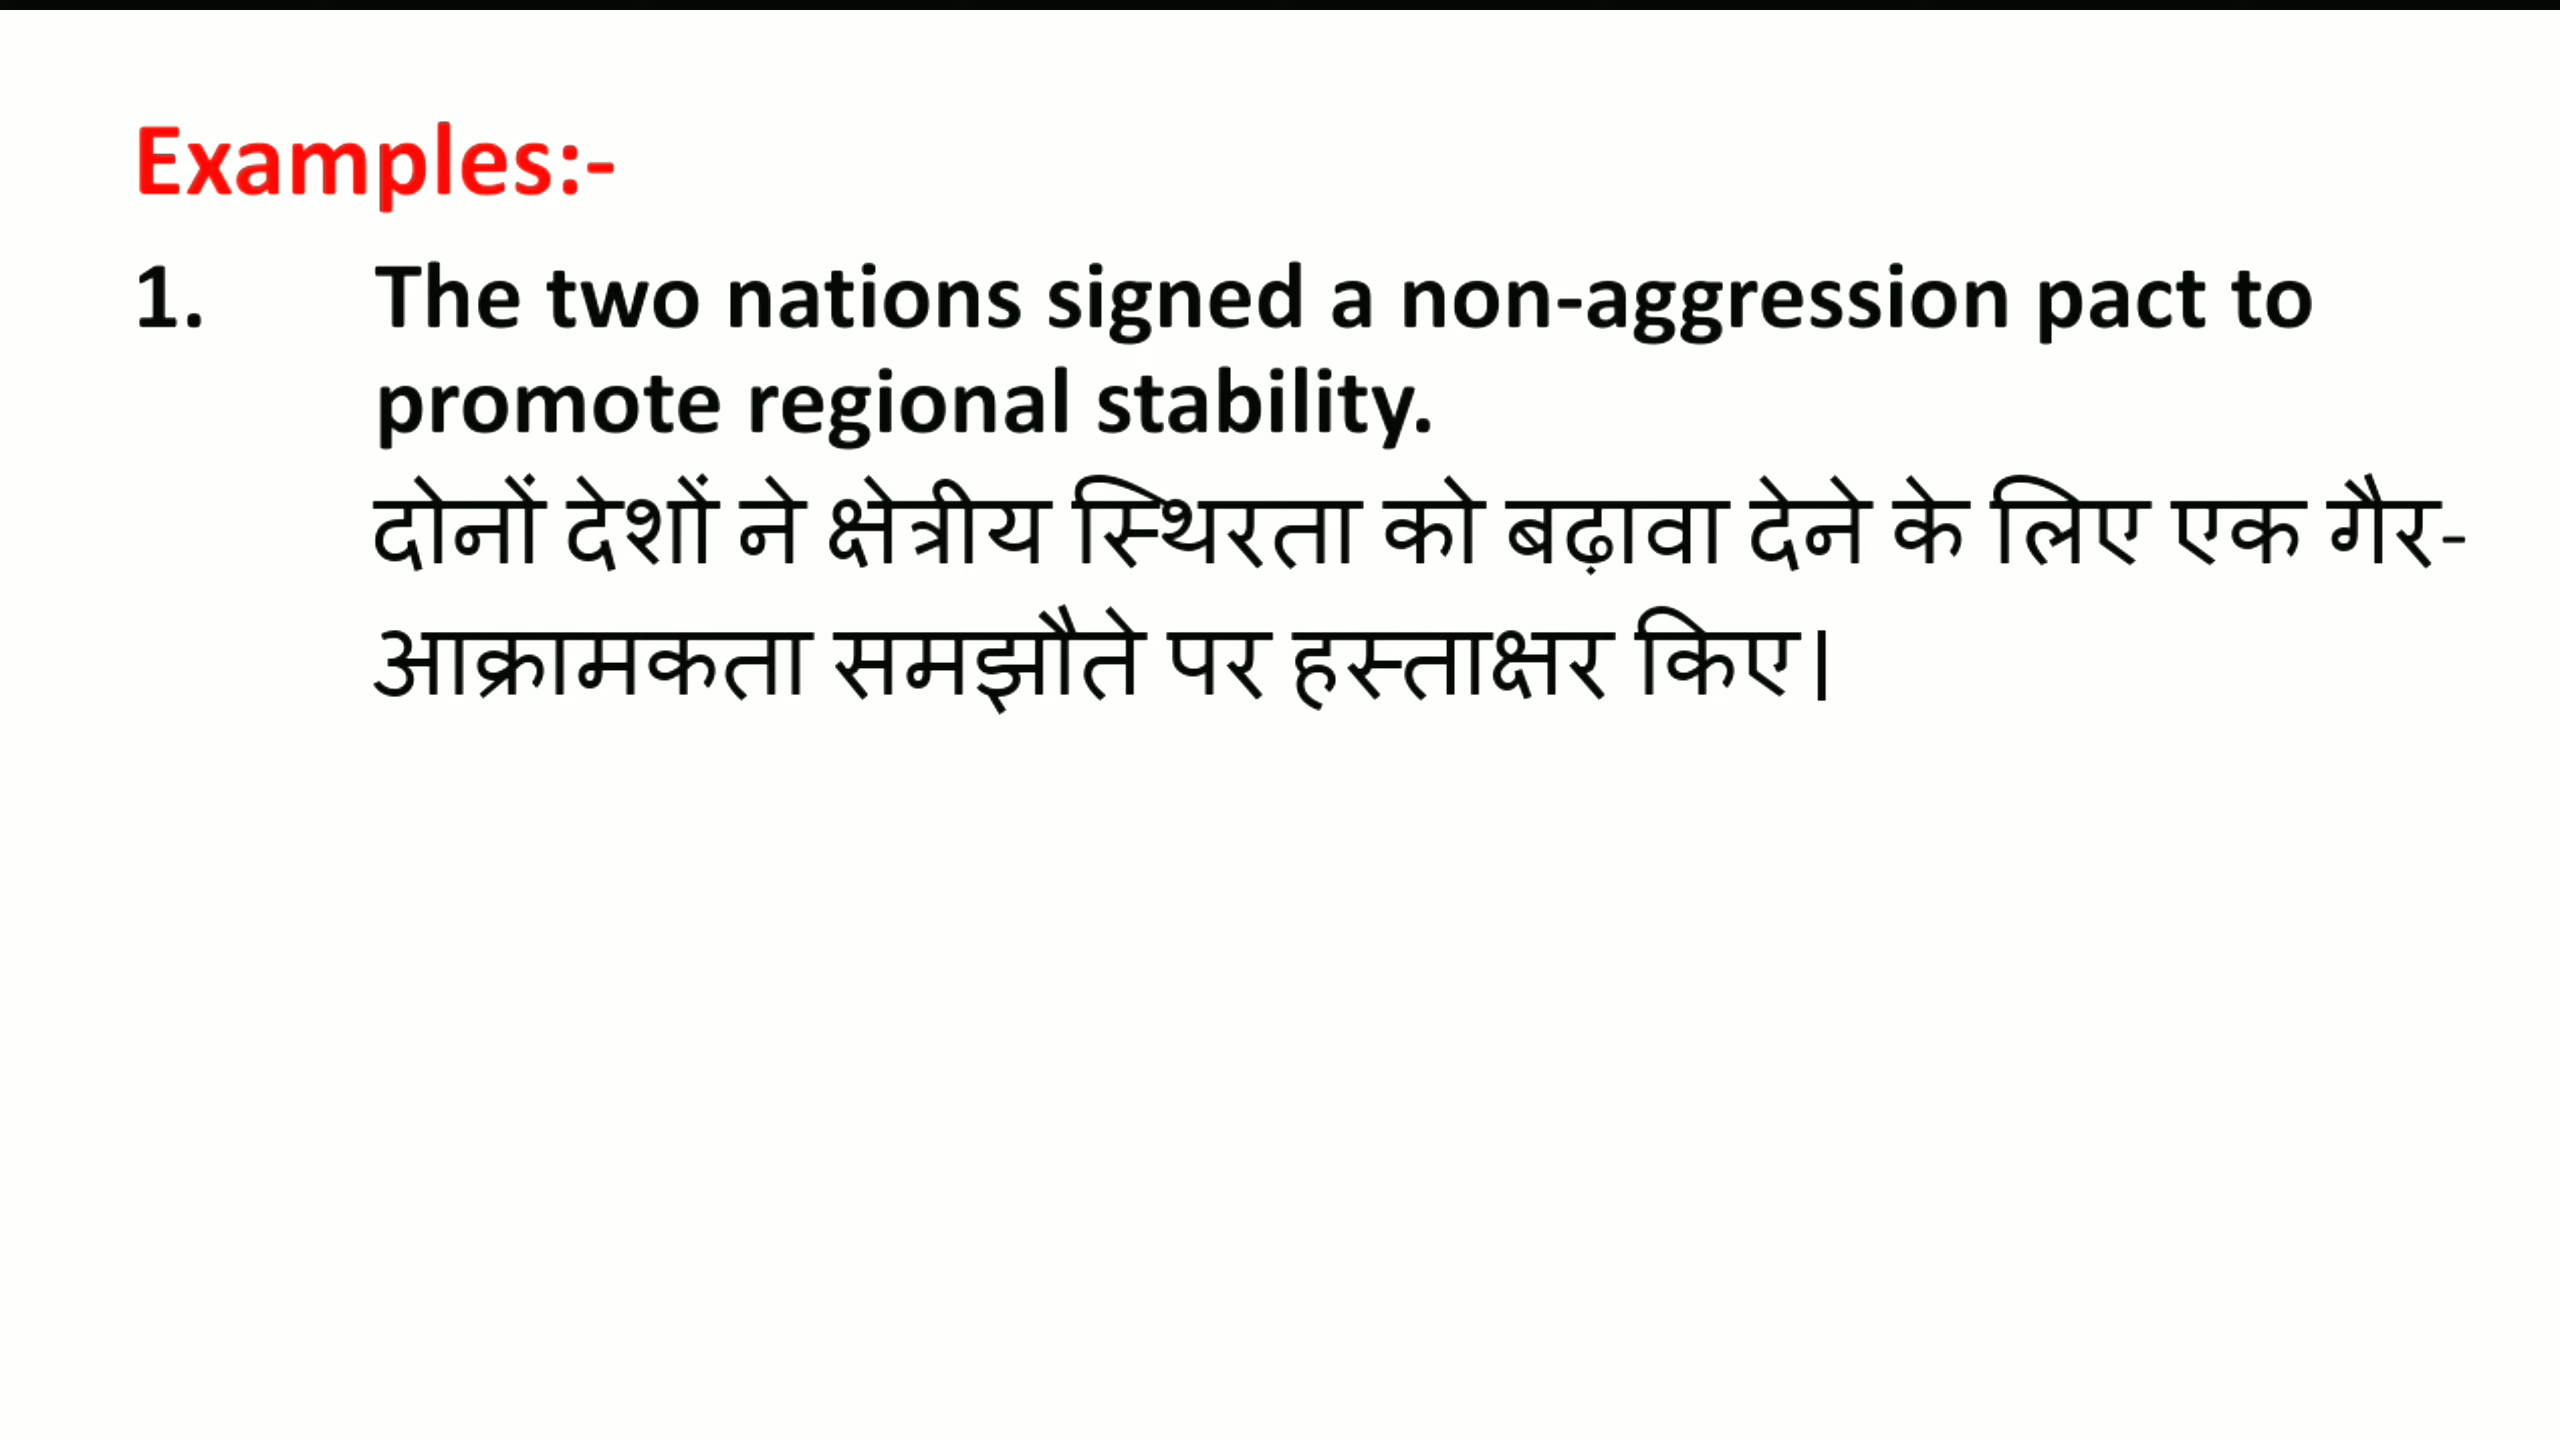 Examples:-
1. The two nations signed a non-aggression pact to
promote regional stability.
दोनों देशों ने क्षेत्रीय स्थिरता को बढ़ावा देने के लिए एक गैर-
आक्रामकता समझौते पर हस्ताक्षर किए।